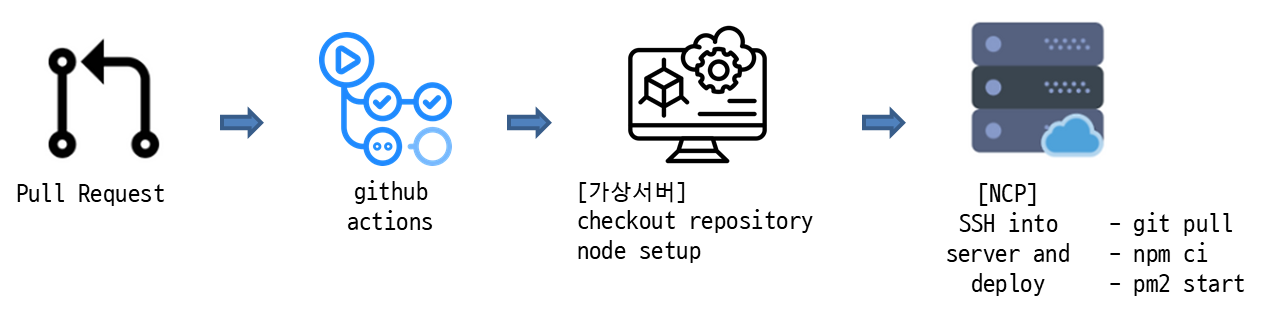 Pull Request
github
actions
[가상서버]
checkout repository
node setup
[NCP]
SSH into
server and
deploy
- git pull
- npm ci
- pm2 start